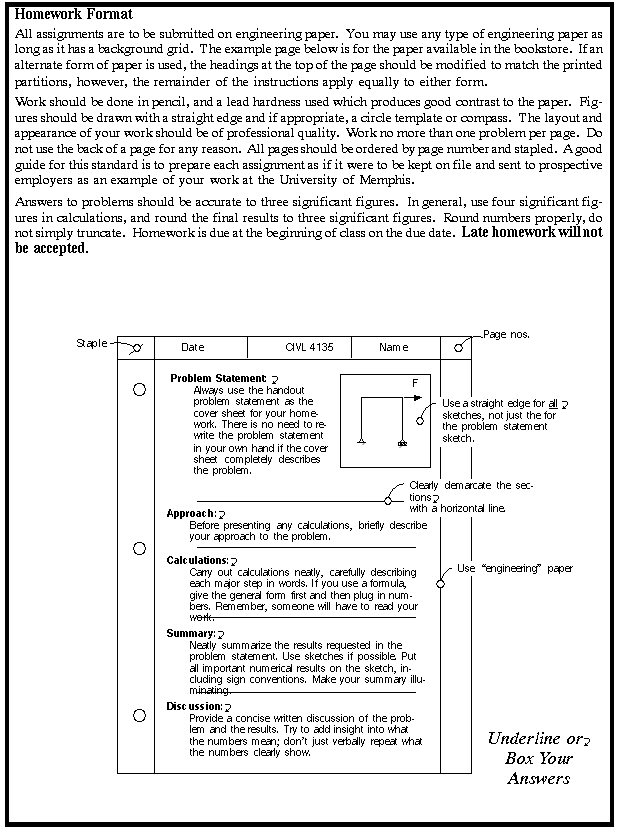 Homework Format
All assignments are to be submitted on engineering paper. You may use any type of engineering paper as
long as it has a background grid. The example page below is for the paper available in the bookstore. If an
alternate form of paper is used, the headings at the top of the page should be modified to match the printed
partitions, however, the remainder of the instructions apply equally to either form.
Work should be done in pencil, and a lead hardness used which produces good contrast to the paper. Fig-
ures should be drawn with a straight edge and if appropriate, a circle template or compass. The layout and
appearance of your work should be of professional quality. Work no more than one problem per page. Do
not use the back of a page for any reason. All pages should be ordered by page number and stapled. A good
guide for this standard is to prepare each assignment as if it were to be kept on file and sent to prospective
employers as an example of your work at the University of Memphis.
Answers to problems should be accurate to three significant figures. In general, use four significant fig-
ures in calculations, and round the final results to three significant figures. Round numbers properly, do
not simply truncate. Homework is due at the beginning of class on the due date. Late homework will not
be accepted.
Staple
Date
CIVL 4135
Name
Page nos.
Problem Statement
Always use the handout
problem statement as the
cover sheet for your home-
work. There is no need to re-
write the problem statement
in your own hand if the cover
sheet completely describes
the problem.
F
Use a straight edge for all
sketches, not just the for
the problem statement
sketch.
Clearly demarcate the sec-
tions
with a horizontal line.
Approach:
Before presenting any calculations, briefly describe
your approach to the problem.
Calculations:
Carry out calculations neatly, carefully describing
each major step in words. If you use a formula,
give the general form first and then plug in num-
bers. Remember, someone will have to read your
work.
Use "engineering" paper
Summary:
Neatly summarize the results requested in the
problem statement. Use sketches if possible. Put
all important numerical results on the sketch, in-
cluding sign conventions. Make your summary illu-
minating.
Discussion:
Provide a concise written discussion of the prob-
lem and the results. Try to add insight into what
the numbers mean; don't just verbally repeat what
the numbers clearly show.
Underline or
Box Your
Answers